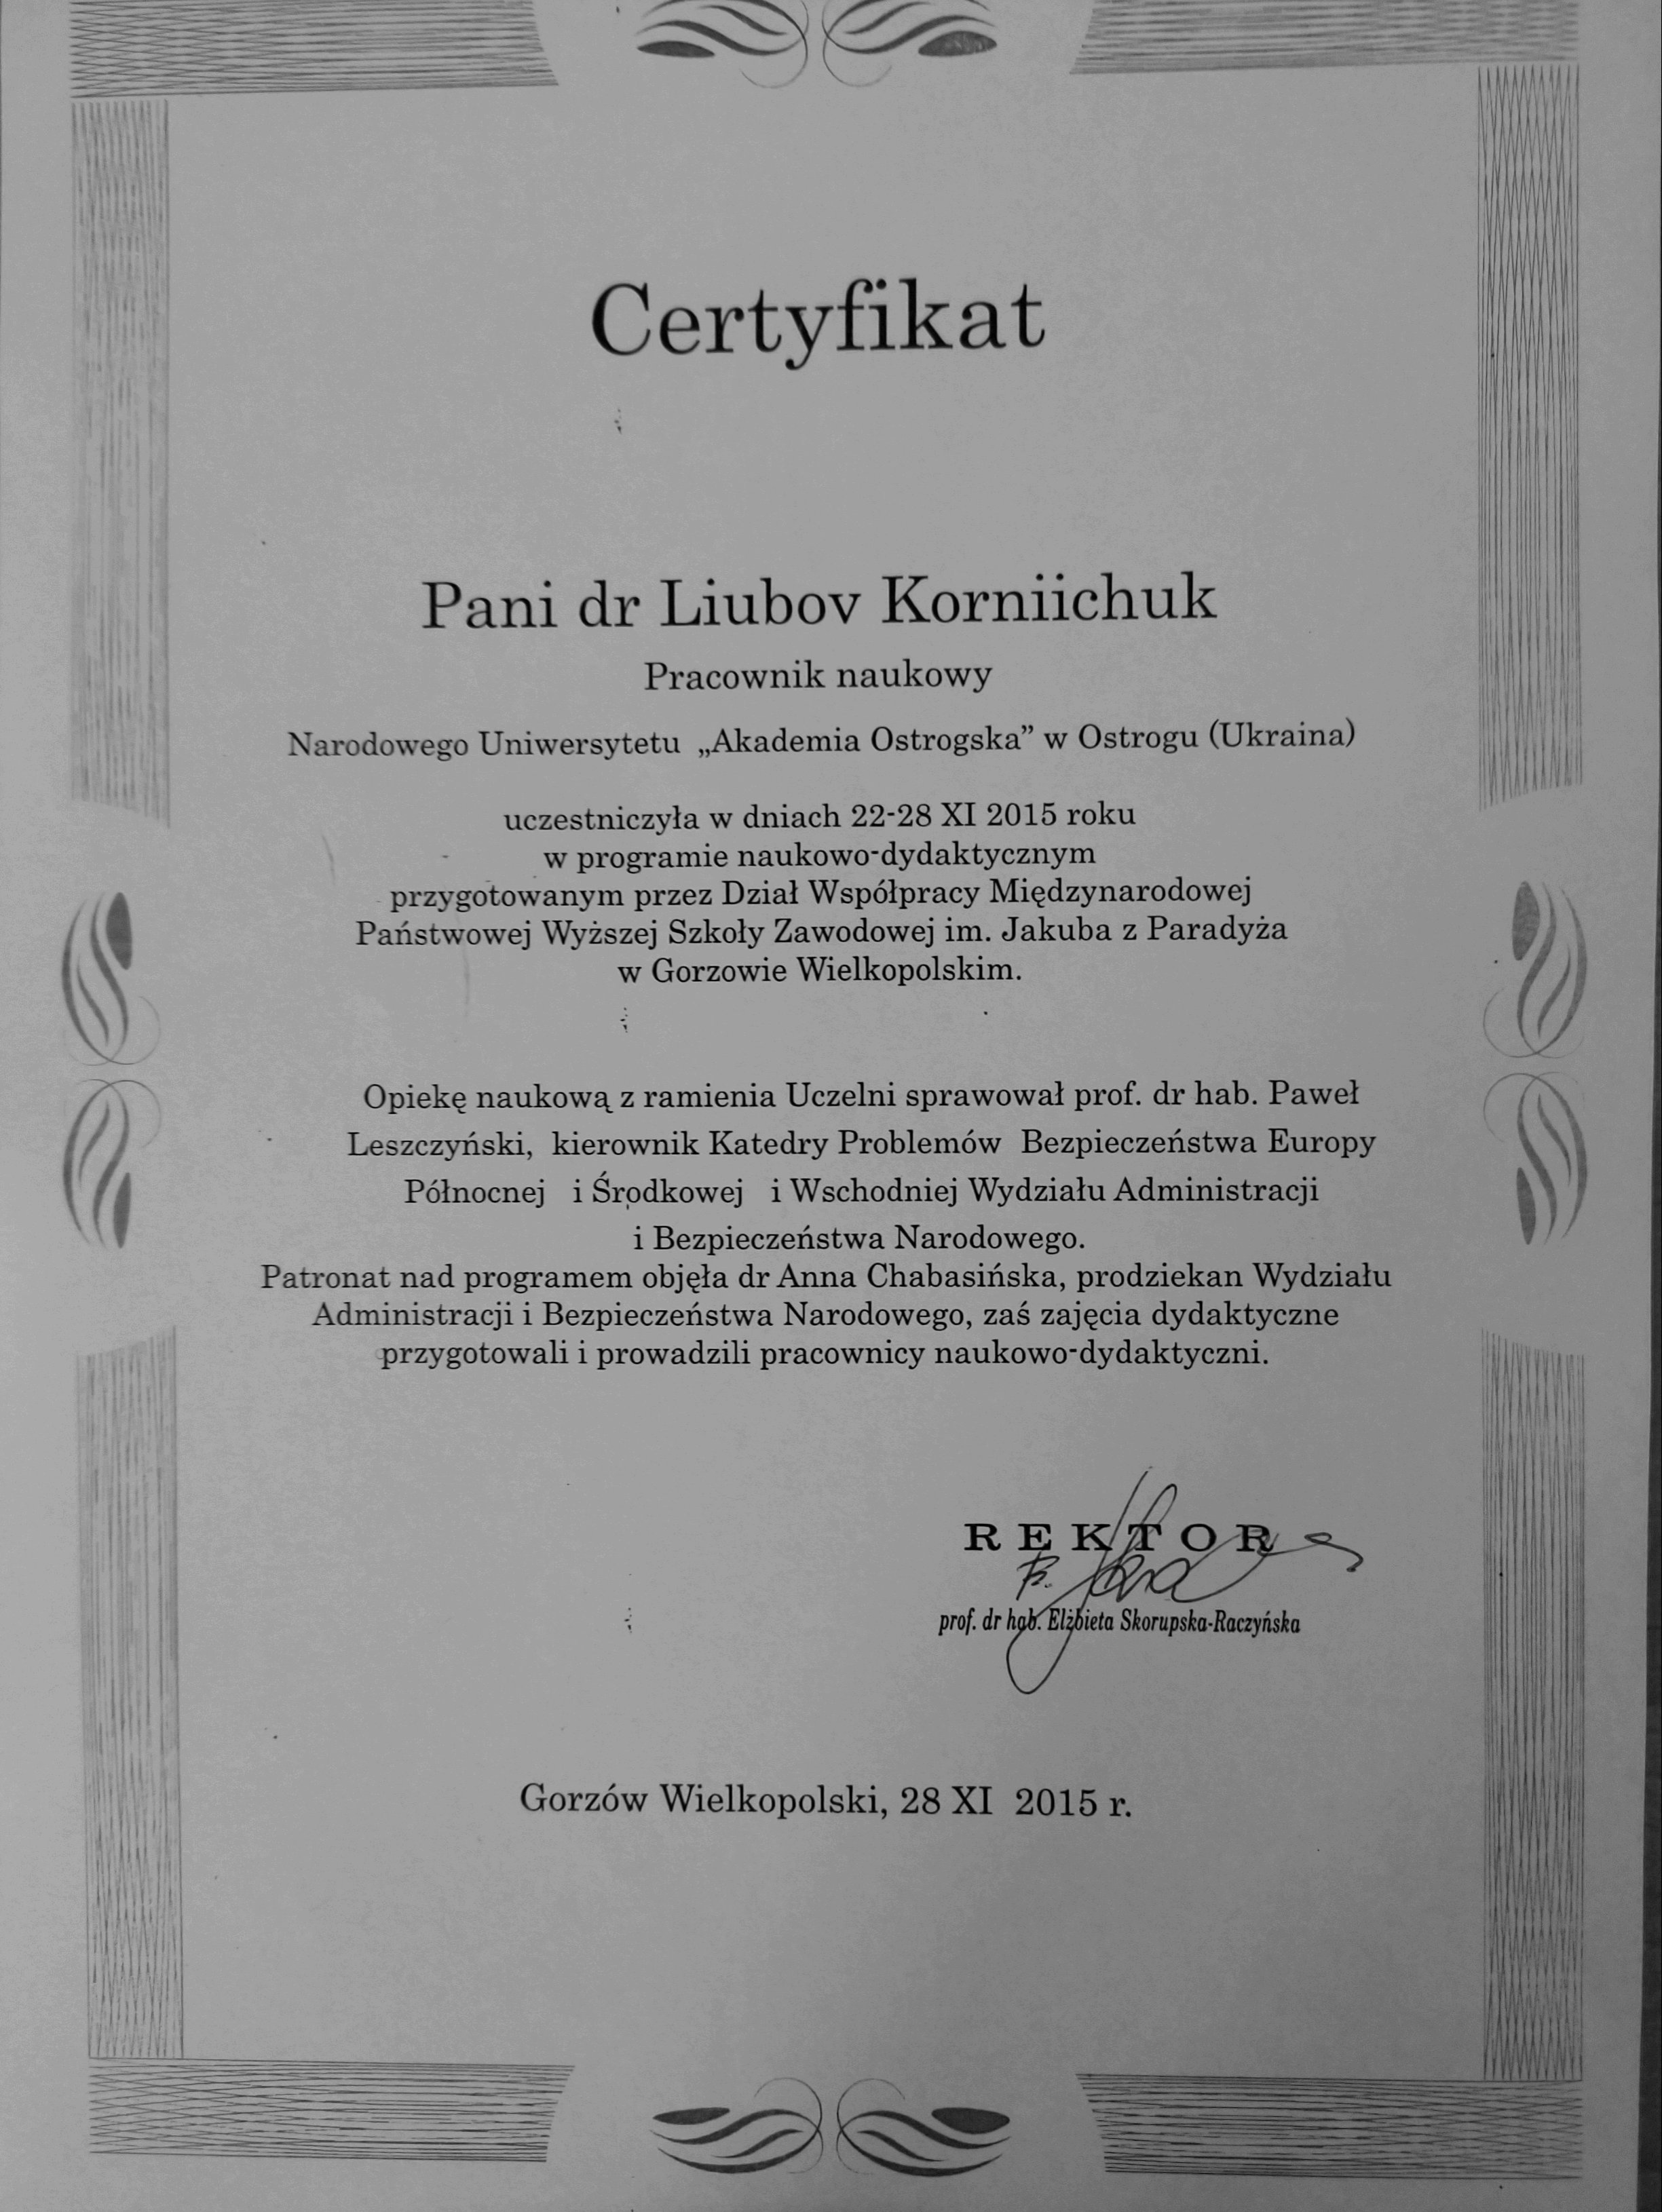 Certyfikat
Pani dr Liubov Korniichuk
Pracownik naukowy
Narodowego Uniwersytetu „Akademia Ostrogska” w Ostrogu (Ukraina)
uczestniczyła w dniach 22-28 XI 2015 roku
w programie naukowo-dydaktycznym
przygotowanym przez Dział Współpracy Międzynarodowej
Państwowej Wyższej Szkoły Zawodowej im. Jakuba z Paradyża
w Gorzowie Wielkopolskim.
Opiekę naukową z ramienia Uczelni sprawował prof. dr hab. Paweł
Leszczyński, kierownik Katedry Problemów Bezpieczeństwa Europy
Północnej i Środkowej i Wschodniej Wydziału Administracji
i Bezpieczeństwa Narodowego.
Patronat nad programem objęła dr Anna Chabasińska, prodziekan Wydziału
Administracji i Bezpieczeństwa Narodowego, zaś zajęcia dydaktyczne
przygotowali i prowadzili pracownicy naukowo-dydaktyczni.
REKTOR
prof. dr hab. Elżbieta Skorupska-Raczyńska
Gorzów Wielkopolski, 28 XI 2015 r.